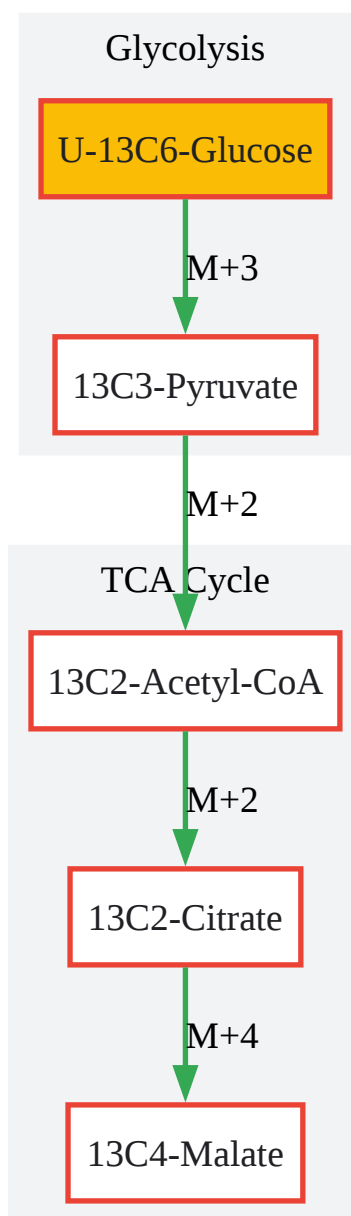 Glycolysis
U-13C6-Glucose
M+3
13C3-Pyruvate
M+2
TCA Cycle
13C2-Acetyl-CoA
M+2
13C2-Citrate
M+4
13C4-Malate